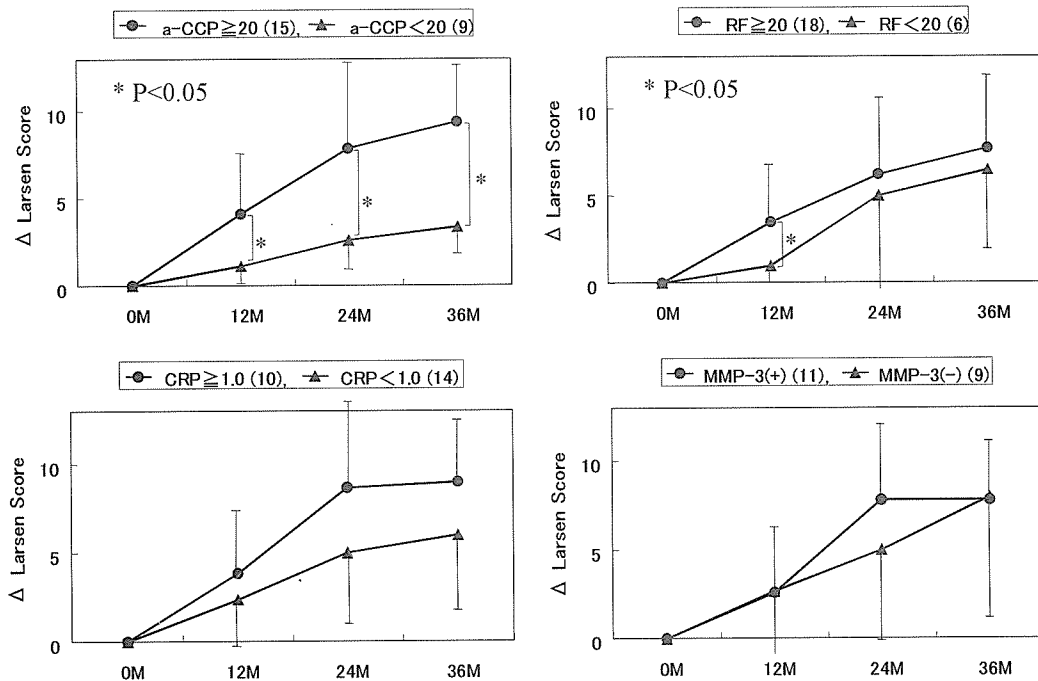 a-CCP≧20 (15), a-CCP<20 (9)
* P<0.05
Δ Larsen Score
10
5
0
*
*
*
0M 12M 24M 36M
RF≧20 (18), RF<20 (6)
* P<0.05
Δ Larsen Score
10
5
0
*
0M 12M 24M 36M
CRP≧1.0 (10), CRP<1.0 (14)
Δ Larsen Score
10
5
0
0M 12M 24M 36M
MMP-3(+) (11), MMP-3(-) (9)
Δ Larsen Score
10
5
0
0M 12M 24M 36M